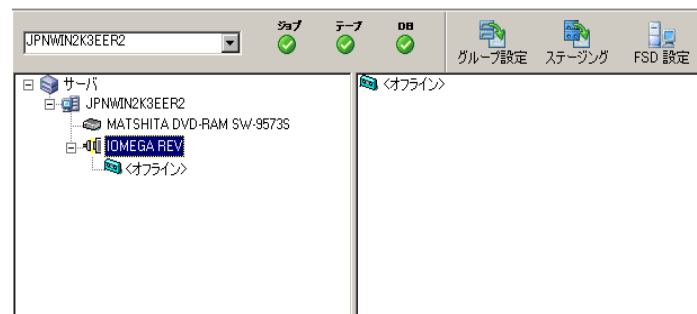 JPNWIN2K3EER2
ジョブ
テープ
DB
グループ設定
ステージング
FSD 設定
サーバ
JPNWIN2K3EER2
MATSHITA DVD-RAM SW-9573S
IOMEGA REV
<オフライン>
<オフライン>